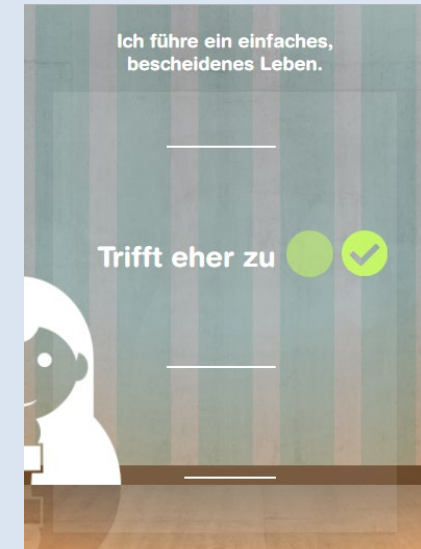 Ich führe ein einfaches,
bescheidenes Leben.
Trifft eher zu